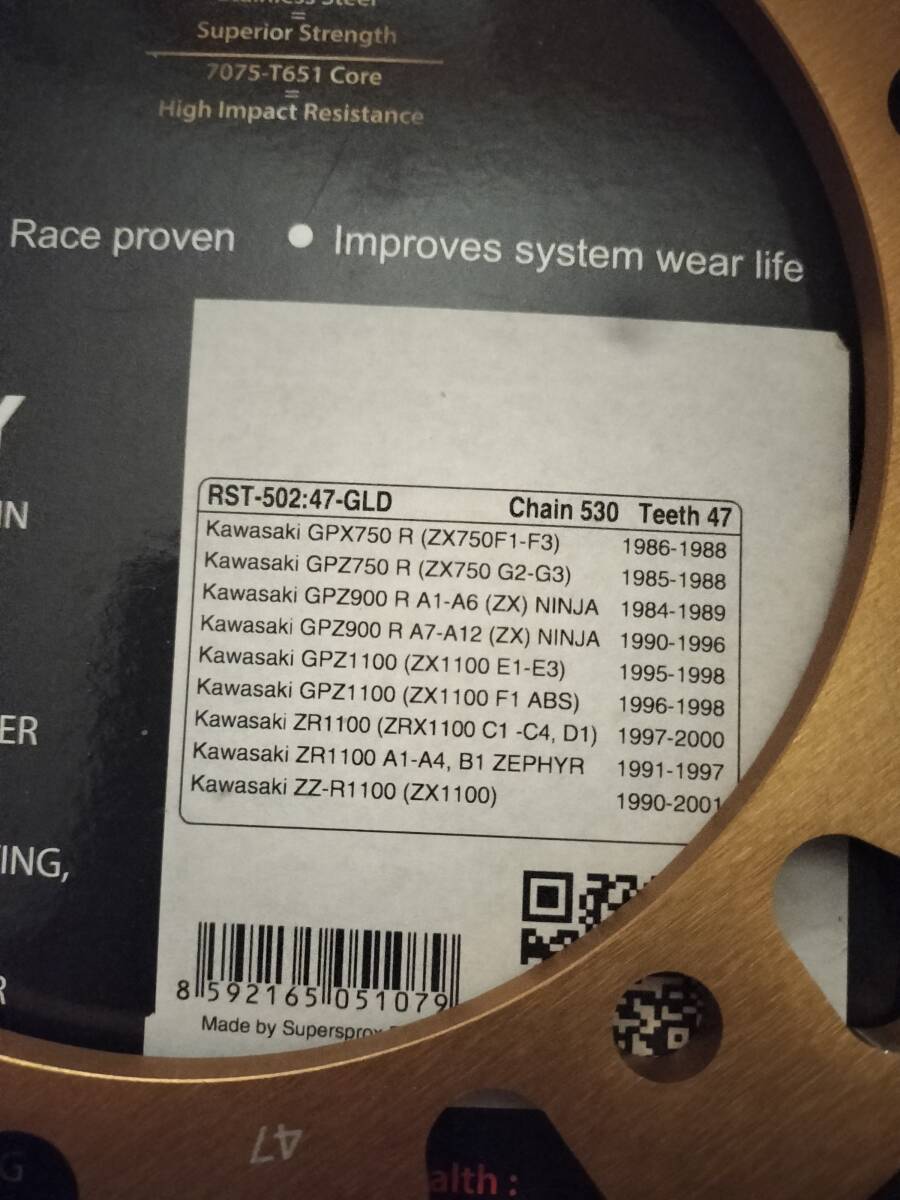 Superior Strength
7075-T651 Core
=
High Impact Resistance
Race proven ● Improves system wear life
Y
IN
ER
ING,
R
RST-502:47-GLD Chain 530 Teeth 47
Kawasaki GPX750 R (ZX750F1-F3) 1986-1988
Kawasaki GPZ750 R (ZX750 G2-G3) 1985-1988
Kawasaki GPZ900 R A1-A6 (ZX) NINJA 1984-1989
Kawasaki GPZ900 R A7-A12 (ZX) NINJA 1990-1996
Kawasaki GPZ1100 (ZX1100 E1-E3) 1995-1998
Kawasaki GPZ1100 (ZX1100 F1 ABS) 1996-1998
Kawasaki ZR1100 (ZRX1100 C1 -C4, D1) 1997-2000
Kawasaki ZR1100 A1-A4, B1 ZEPHYR 1991-1997
Kawasaki ZZ-R1100 (ZX1100) 1990-2001
8 592165 051079
Made by Supersprox
47
G
alth :